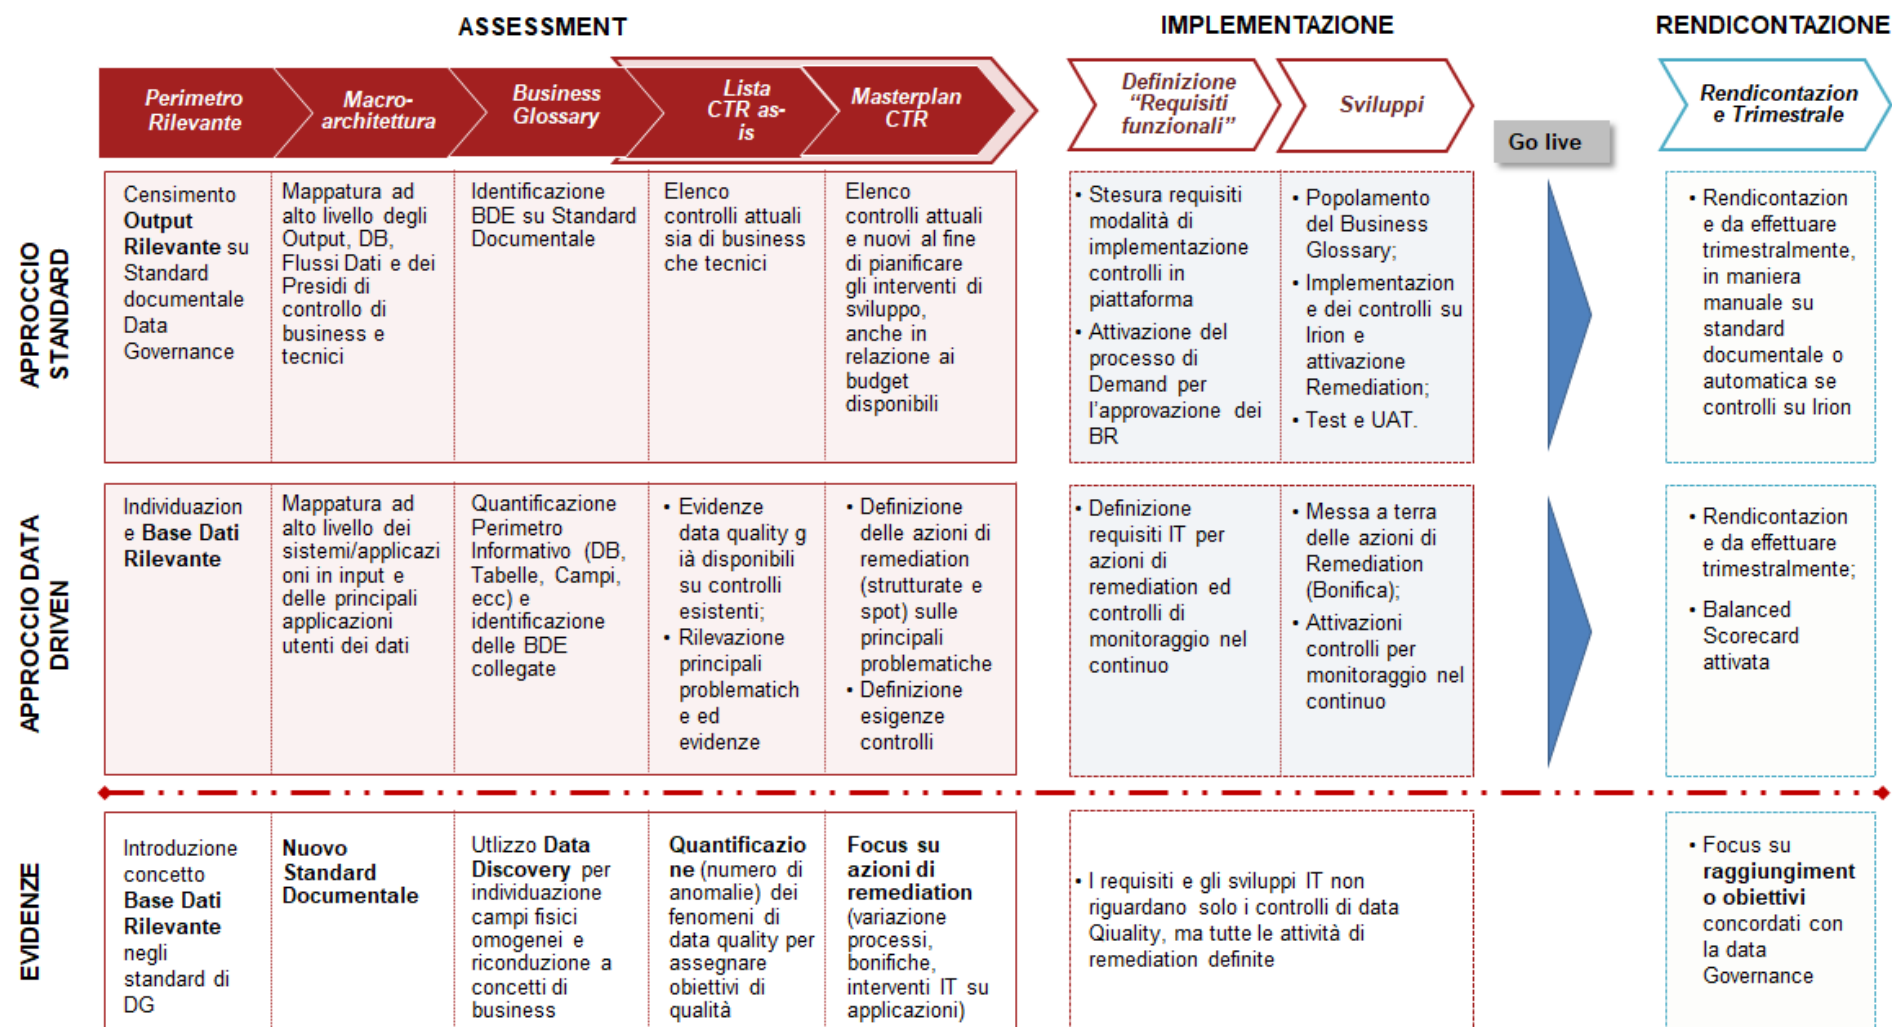 ASSESSMENT
IMPLEMENTAZIONE
RENDICONTAZIONE
Perimetro
Rilevante
Macro-
architettura
Business
Glossary
Lista
CTR as-
is
Masterplan
CTR
Definizione
“Requisiti
funzionali”
Sviluppi
Go live
Rendicontazion
e Trimestrale
APPROCCIO
STANDARD
Censimento
Output
Rilevante su
Standard
documentale
Data
Governance
Mappatura ad
alto livello degli
Output, DB,
Flussi Dati e dei
Presidi di
controllo di
business e
tecnici
Identificazione
BDE su Standard
Documentale
Elenco
controlli attuali
sia di business
che tecnici
Elenco
controlli attuali
e nuovi al fine
di pianificare
gli interventi di
sviluppo,
anche in
relazione ai
budget
disponibili
• Stesura requisiti
modalità di
implementazione
controlli in
piattaforma
• Attivazione del
processo di
Demand per
l’approvazione dei
BR
• Popolamento
del Business
Glossary;
• Implementazion
e dei controlli su
Irion e
attivazione
Remediation;
• Test e UAT.
• Rendicontazion
e da effettuare
trimestralmente,
in maniera
manuale su
standard
documentale o
automatica se
controlli su Irion
APPROCCIO DATA
DRIVEN
Individuazion
e Base Dati
Rilevante
Mappatura ad
alto livello dei
sistemi/applicazi
oni in input e
delle principali
applicazioni
utenti dei dati
Quantificazione
Perimetro
Informativo (DB,
Tabelle, Campi,
ecc) e
identificazione
delle BDE
collegate
• Evidenze
data quality g
ià disponibili
su controlli
esistenti;
• Rilevazione
principali
problematich
e ed
evidenze
• Definizione
delle azioni di
remediation
(strutturate e
spot) sulle
principali
problematiche
• Definizione
esigenze
controlli
• Definizione
requisiti IT per
azioni di
remediation ed
controlli di
monitoraggio nel
continuo
• Messa a terra
delle azioni di
Remediation
(Bonifica);
• Attivazioni
controlli per
monitoraggio nel
continuo
• Rendicontazion
e da effettuare
trimestralmente;
• Balanced
Scorecard
attivata
EVIDENZE
Introduzione
concetto
Base Dati
Rilevante
negli
standard di
DG
Nuovo
Standard
Documentale
Utlizzo Data
Discovery per
individuazione
campi fisici
omogenei e
riconduzione a
concetti di
business
Quantificazio
ne (numero di
anomalie) dei
fenomeni di
data quality per
assegnare
obiettivi di
qualità
Focus su
azioni di
remediation
(variazione
processi,
bonifiche,
interventi IT su
applicazioni)
• I requisiti e gli sviluppi IT non
riguardano solo i controlli di data
Qiuality, ma tutte le attività di
remediation definite
• Focus su
raggiungiment
o obiettivi
concordati con
la data
Governance